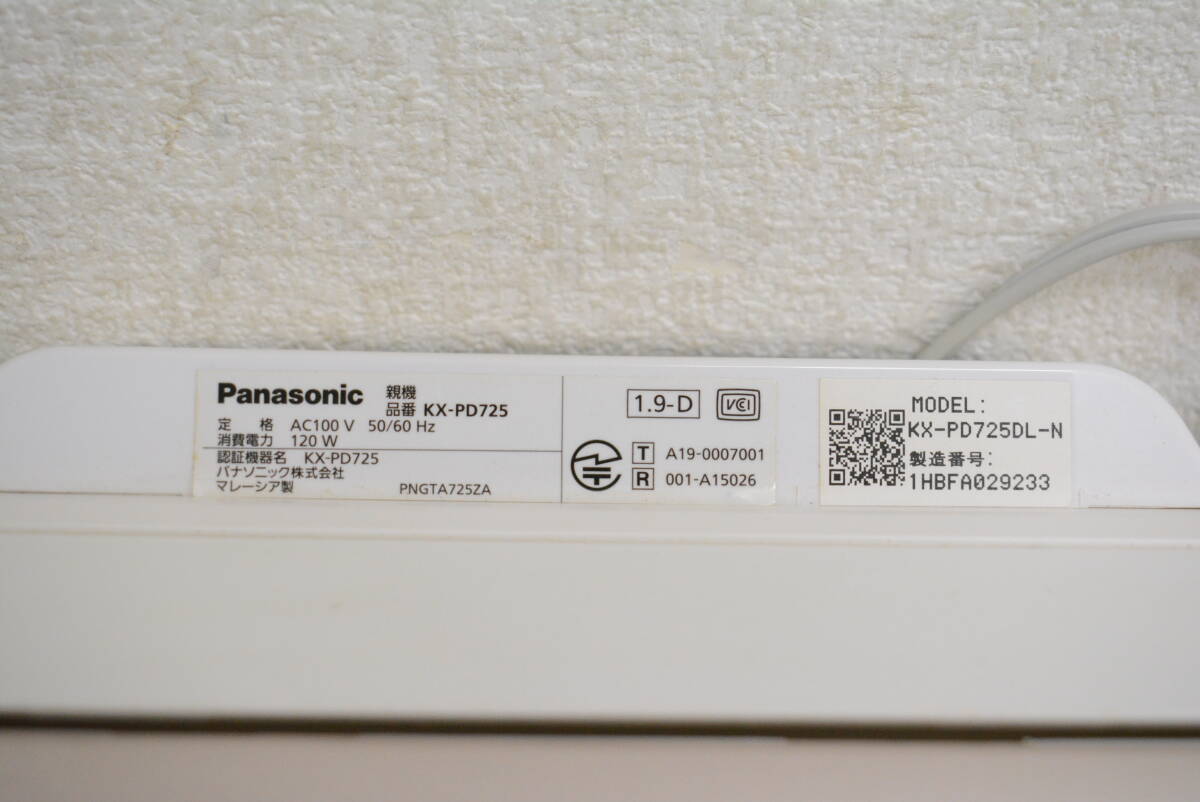 Panasonic 親機
品番 KX-PD725
定 格 AC100 V 50/60 Hz
消費電力 120 W
認証機器名 KX-PD725
パナソニック株式会社
マレーシア製 PNGTA725ZA
1.9-D VCCI
T A19-0007001
R 001-A15026
MODEL:
KX-PD725DL-N
製造番号:
1HBFA029233